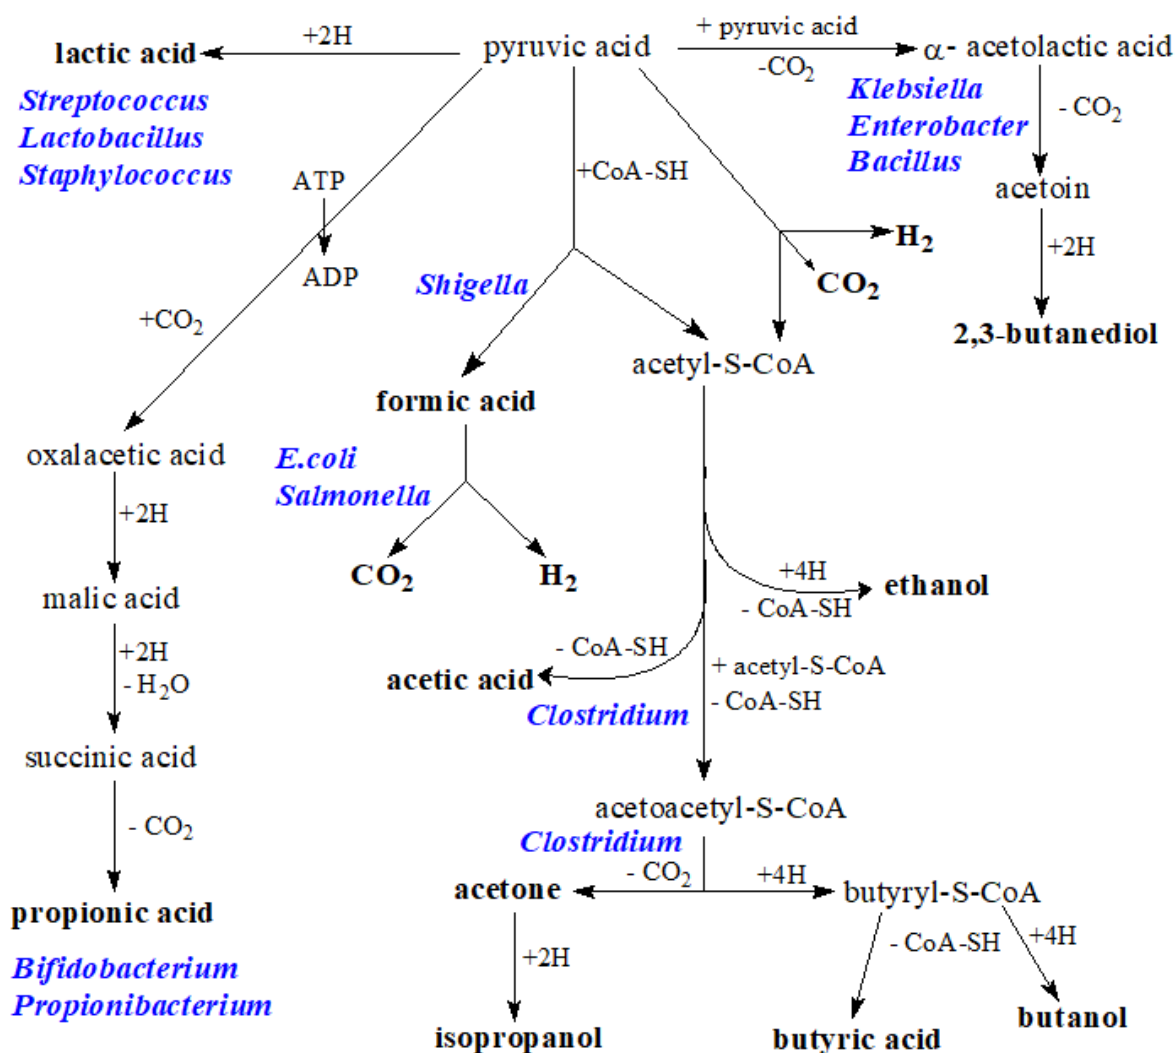 +2H
pyruvic acid
+ pyruvic acid
lactic acid
-CO₂
α- acetolactic acid
Streptococcus
Lactobacillus
Staphylococcus
Klebsiella
Enterobacter
Bacillus
- CO₂
ATP
+CoA-SH
acetoin
H₂
+2H
ADP
Shigella
CO₂
+CO₂
2,3-butanediol
acetyl-S-CoA
formic acid
oxalacetic acid
E.coli
Salmonella
+2H
CO₂
H₂
+4H
ethanol
malic acid
- CoA-SH
+2H
- H₂O
- CoA-SH
+ acetyl-S-CoA
acetic acid
- CoA-SH
Clostridium
succinic acid
acetoacetyl-S-CoA
- CO₂
Clostridium
- CO₂
+4H
acetone
butyryl-S-CoA
propionic acid
- CoA-SH
+4H
+2H
Bifidobacterium
Propionibacterium
isopropanol
butyric acid
butanol